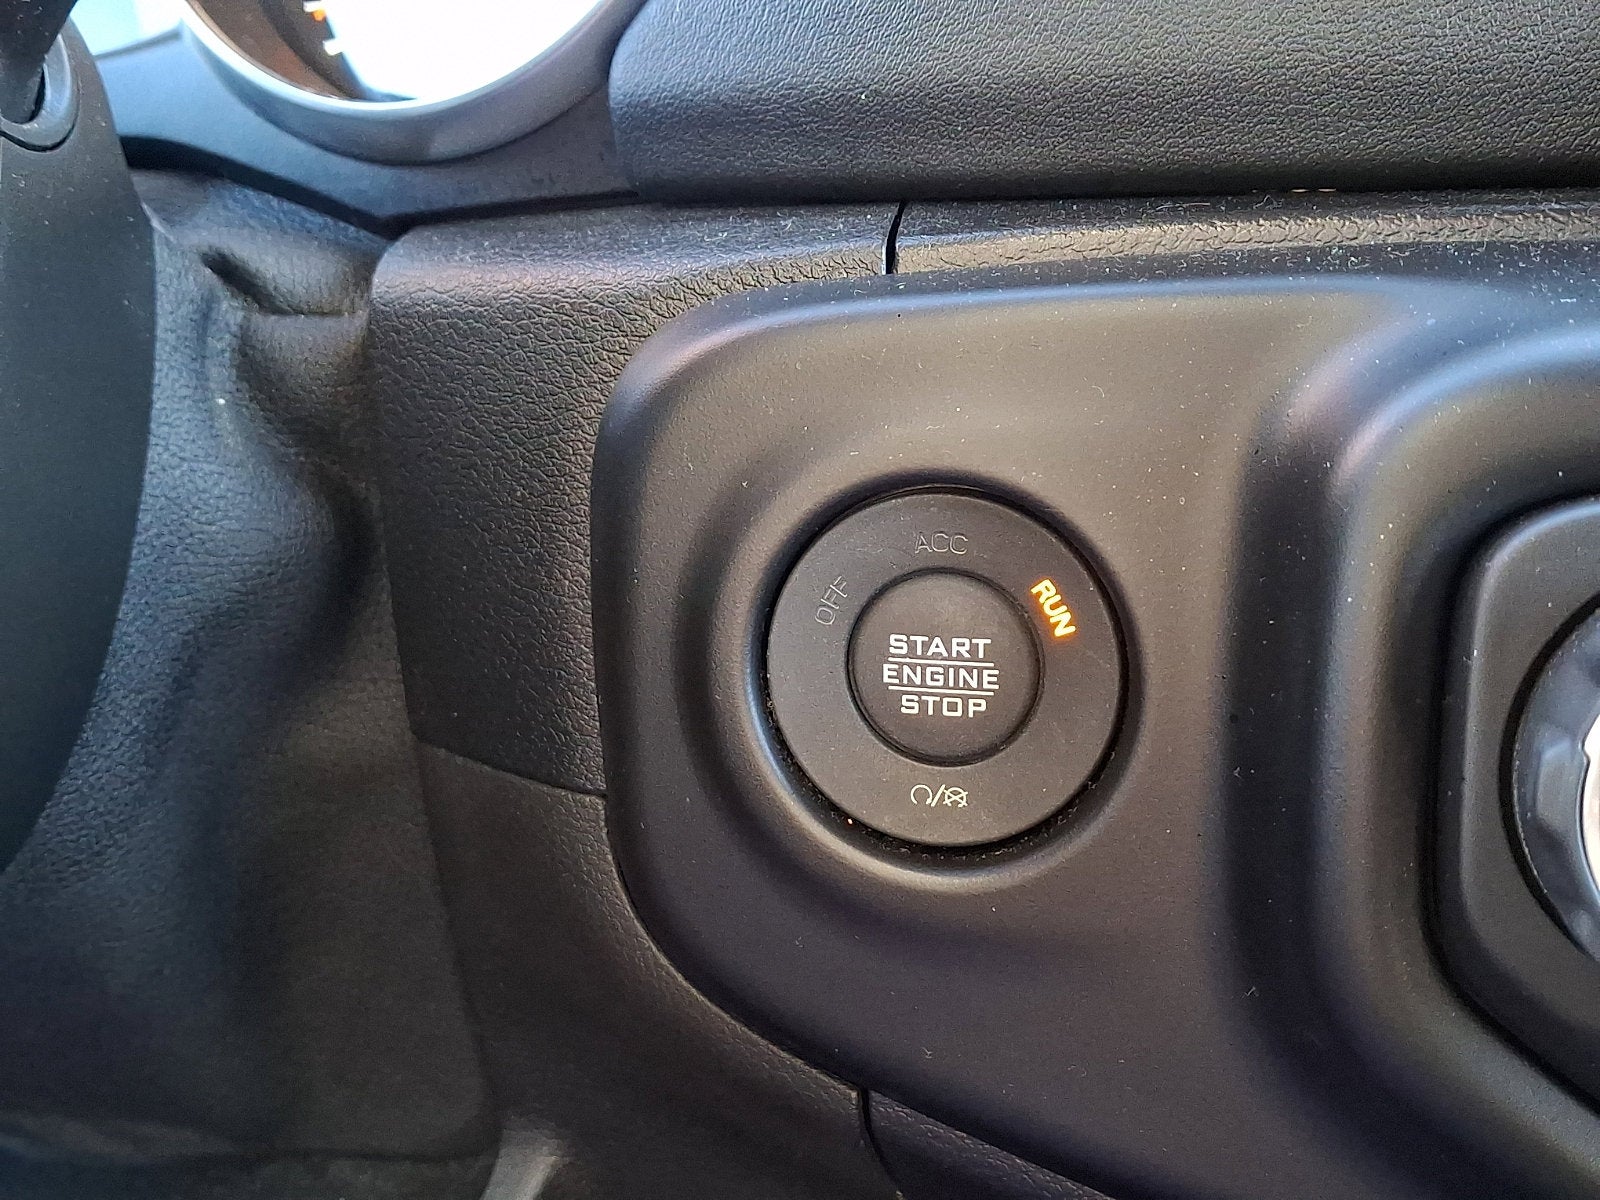 ACC
OFF
RUN
START
ENGINE
STOP